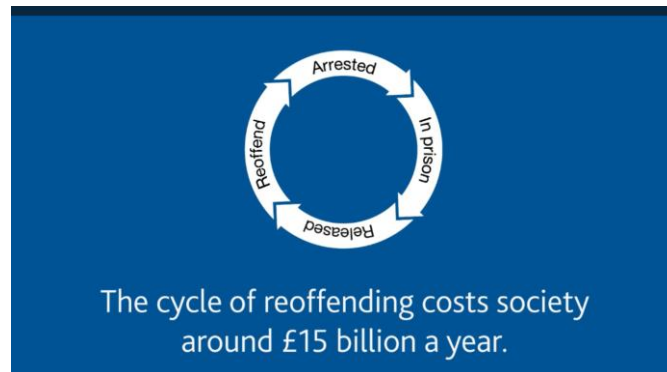 Arrested
In prison
Released
Reoffend
The cycle of reoffending costs society
around £15 billion a year.